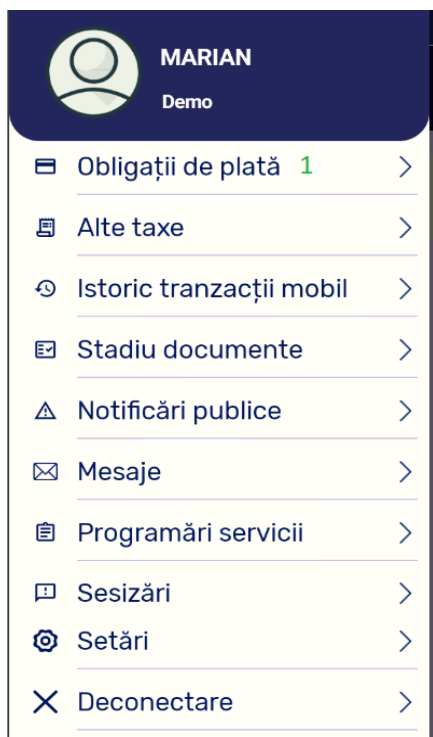 MARIAN
Demo
Obligații de plată 1
Alte taxe
Istoric tranzacții mobil
Stadiu documente
Notificări publice
Mesaje
Programări servicii
Sesizări
Setări
Deconectare